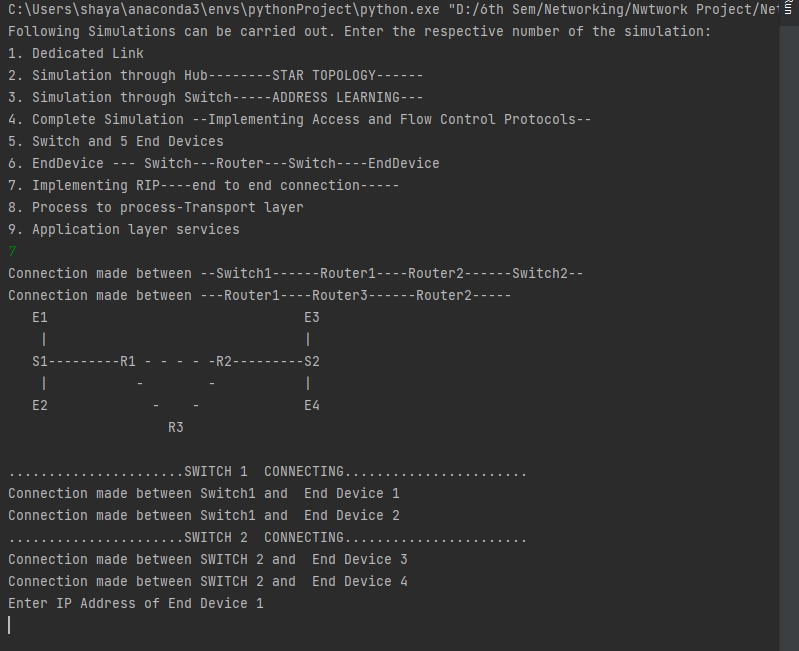 C:\Users\shaya\anaconda3\envs\pythonProject\python.exe "D:/6th Sem/Networking/Nwtwork Project/Net
Following Simulations can be carried out. Enter the respective number of the simulation:
1. Dedicated Link
2. Simulation through Hub--------STAR TOPOLOGY------
3. Simulation through Switch-----ADDRESS LEARNING---
4. Complete Simulation --Implementing Access and Flow Control Protocols--
5. Switch and 5 End Devices
6. EndDevice --- Switch---Router---Switch----EndDevice
7. Implementing RIP----end to end connection-----
8. Process to process-Transport layer
9. Application layer services
7
Connection made between --Switch1------Router1----Router2------Switch2--
Connection made between ---Router1----Router3------Router2-----
   E1                                E3
    |                                |
   S1---------R1 - - - - -R2---------S2
    |           -        -           |
   E2             -    -             E4
                    R3
......................SWITCH 1  CONNECTING.......................
Connection made between Switch1 and  End Device 1
Connection made between Switch1 and  End Device 2
......................SWITCH 2  CONNECTING.......................
Connection made between SWITCH 2 and  End Device 3
Connection made between SWITCH 2 and  End Device 4
Enter IP Address of End Device 1